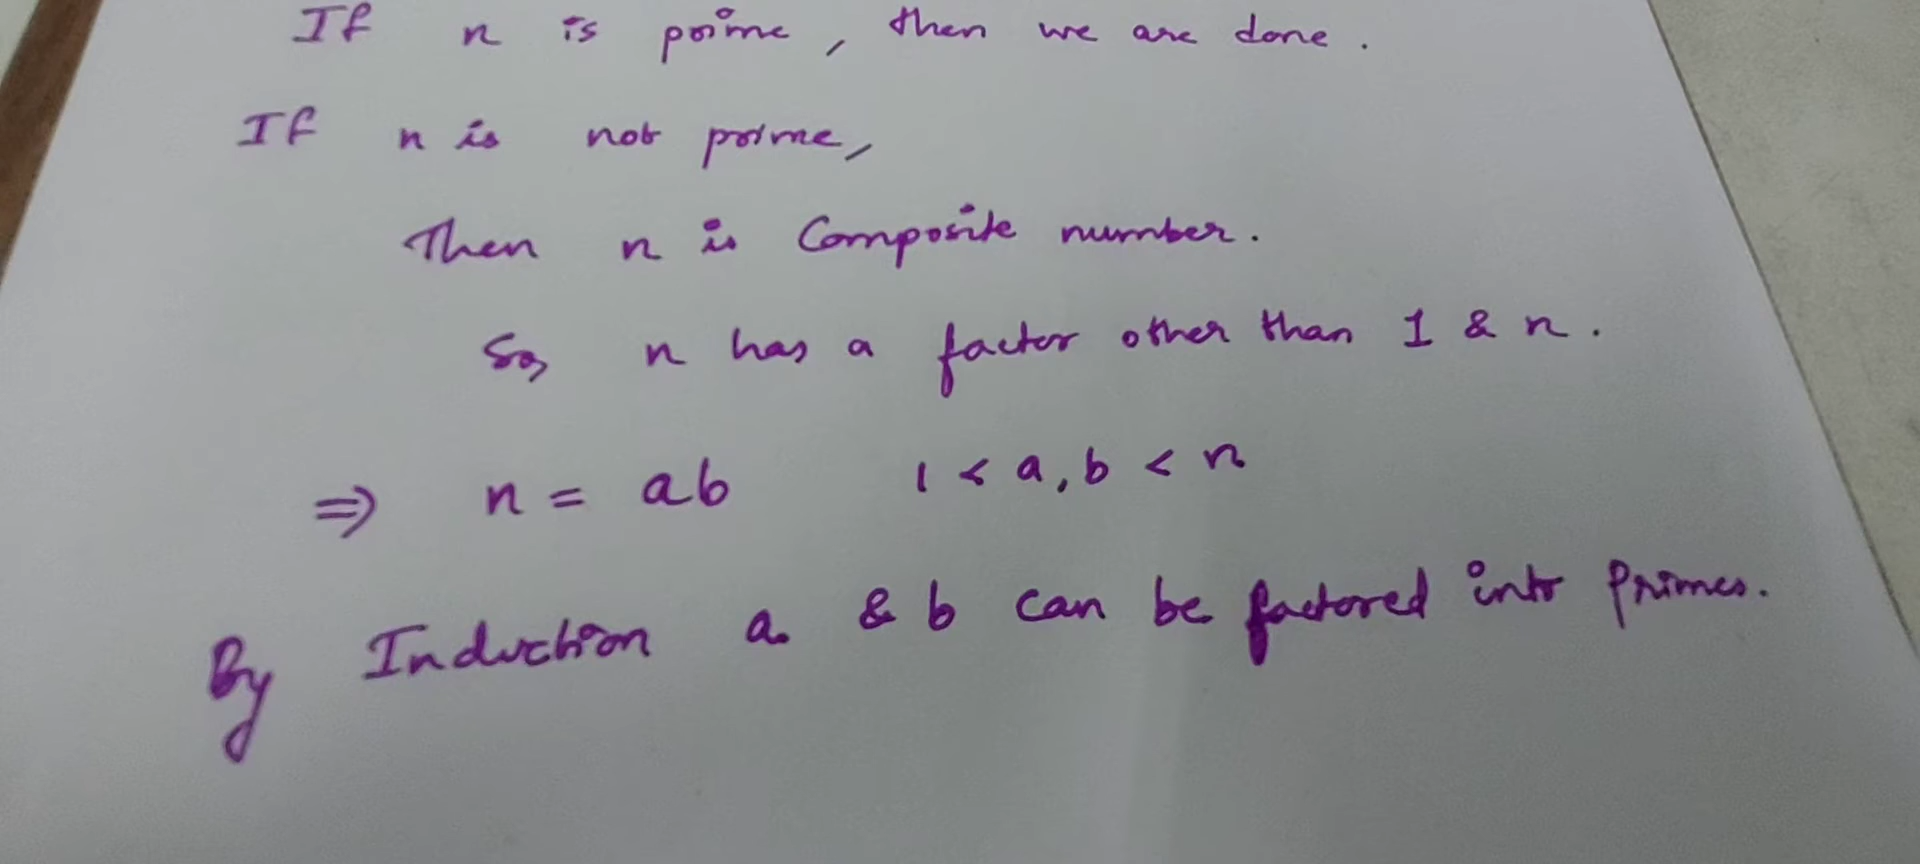 If n is prime, then we are done.
If n is not prime,
Then n is Composite number.
So, n has a factor other than 1 & n.
⇒ n = ab 1 < a, b < n
By Induction a & b can be factored into primes.